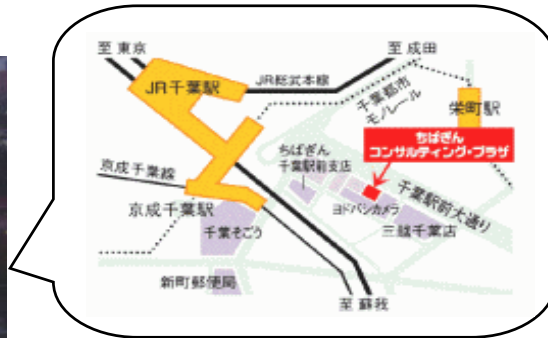 至 東京
至 成田
JR千葉駅
JR総武本線
千葉都市
モノレール
栄町駅
ちばぎん
コンサルティング・プラザ
ちばぎん
千葉駅前支店
京成千葉線
ヨドバシカメラ
千葉駅前大通り
京成千葉駅
千葉そごう
三越千葉店
新町郵便局
至 蘇我